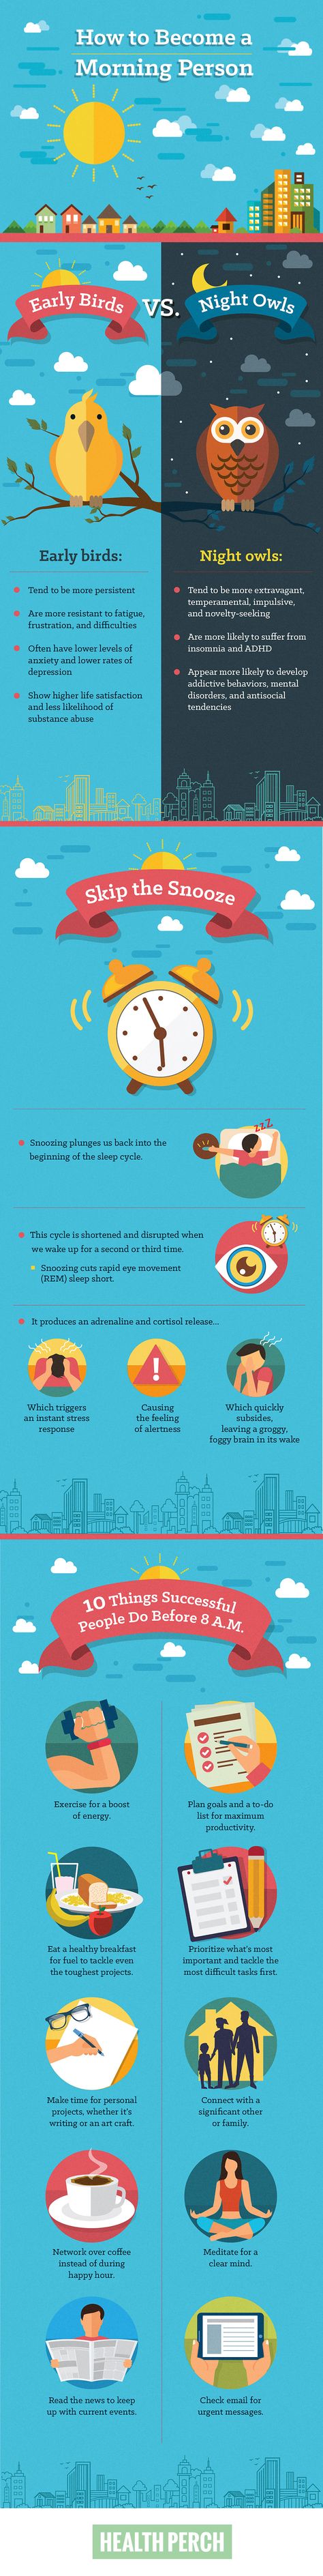 How to Become a
Morning Person
Early Birds
VS.
Night Owls
Early birds:
Tend to be more persistent
Are more resistant to fatigue,
frustration, and difficulties
Often have lower levels of
anxiety and lower rates of
depression
Show higher life satisfaction
and less likelihood of
substance abuse
Night owls:
Tend to be more extravagant,
temperamental, impulsive,
and novelty-seeking
Are more likely to suffer from
insomnia and ADHD
Appear more likely to develop
addictive behaviors, mental
disorders, and antisocial
tendencies
Skip the Snooze
Snoozing plunges us back into the
beginning of the sleep cycle.
zzZ
This cycle is shortened and disrupted when
we wake up for a second or third time.
Snoozing cuts rapid eye movement
(REM) sleep short.
It produces an adrenaline and cortisol release...
Which triggers
an instant stress
response
!
Causing
the feeling
of alertness
Which quickly
subsides,
leaving a groggy,
foggy brain in its wake
10 Things Successful
People Do Before 8 A.M.
Exercise for a boost
of energy.
Plan goals and a to-do
list for maximum
productivity.
Eat a healthy breakfast
for fuel to tackle even
the toughest projects.
Prioritize what's most
important and tackle the
most difficult tasks first.
Make time for personal
projects, whether it's
writing or an art craft.
Connect with a
significant other
or family.
Network over coffee
instead of during
happy hour.
Meditate for a
clear mind.
Read the news to keep
up with current events.
Check email for
urgent messages.
HEALTH PERCH